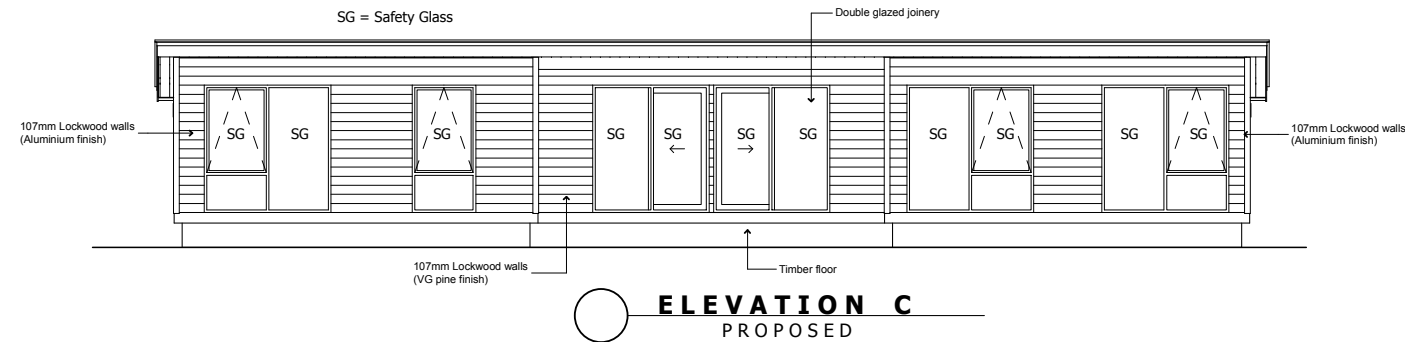 SG = Safety Glass
Double glazed joinery
107mm Lockwood walls
(Aluminium finish)
SG
SG
SG
SG
SG
SG
SG
SG
SG
SG
SG
107mm Lockwood walls
(Aluminium finish)
107mm Lockwood walls
(VG pine finish)
Timber floor
ELEVATION C
PROPOSED